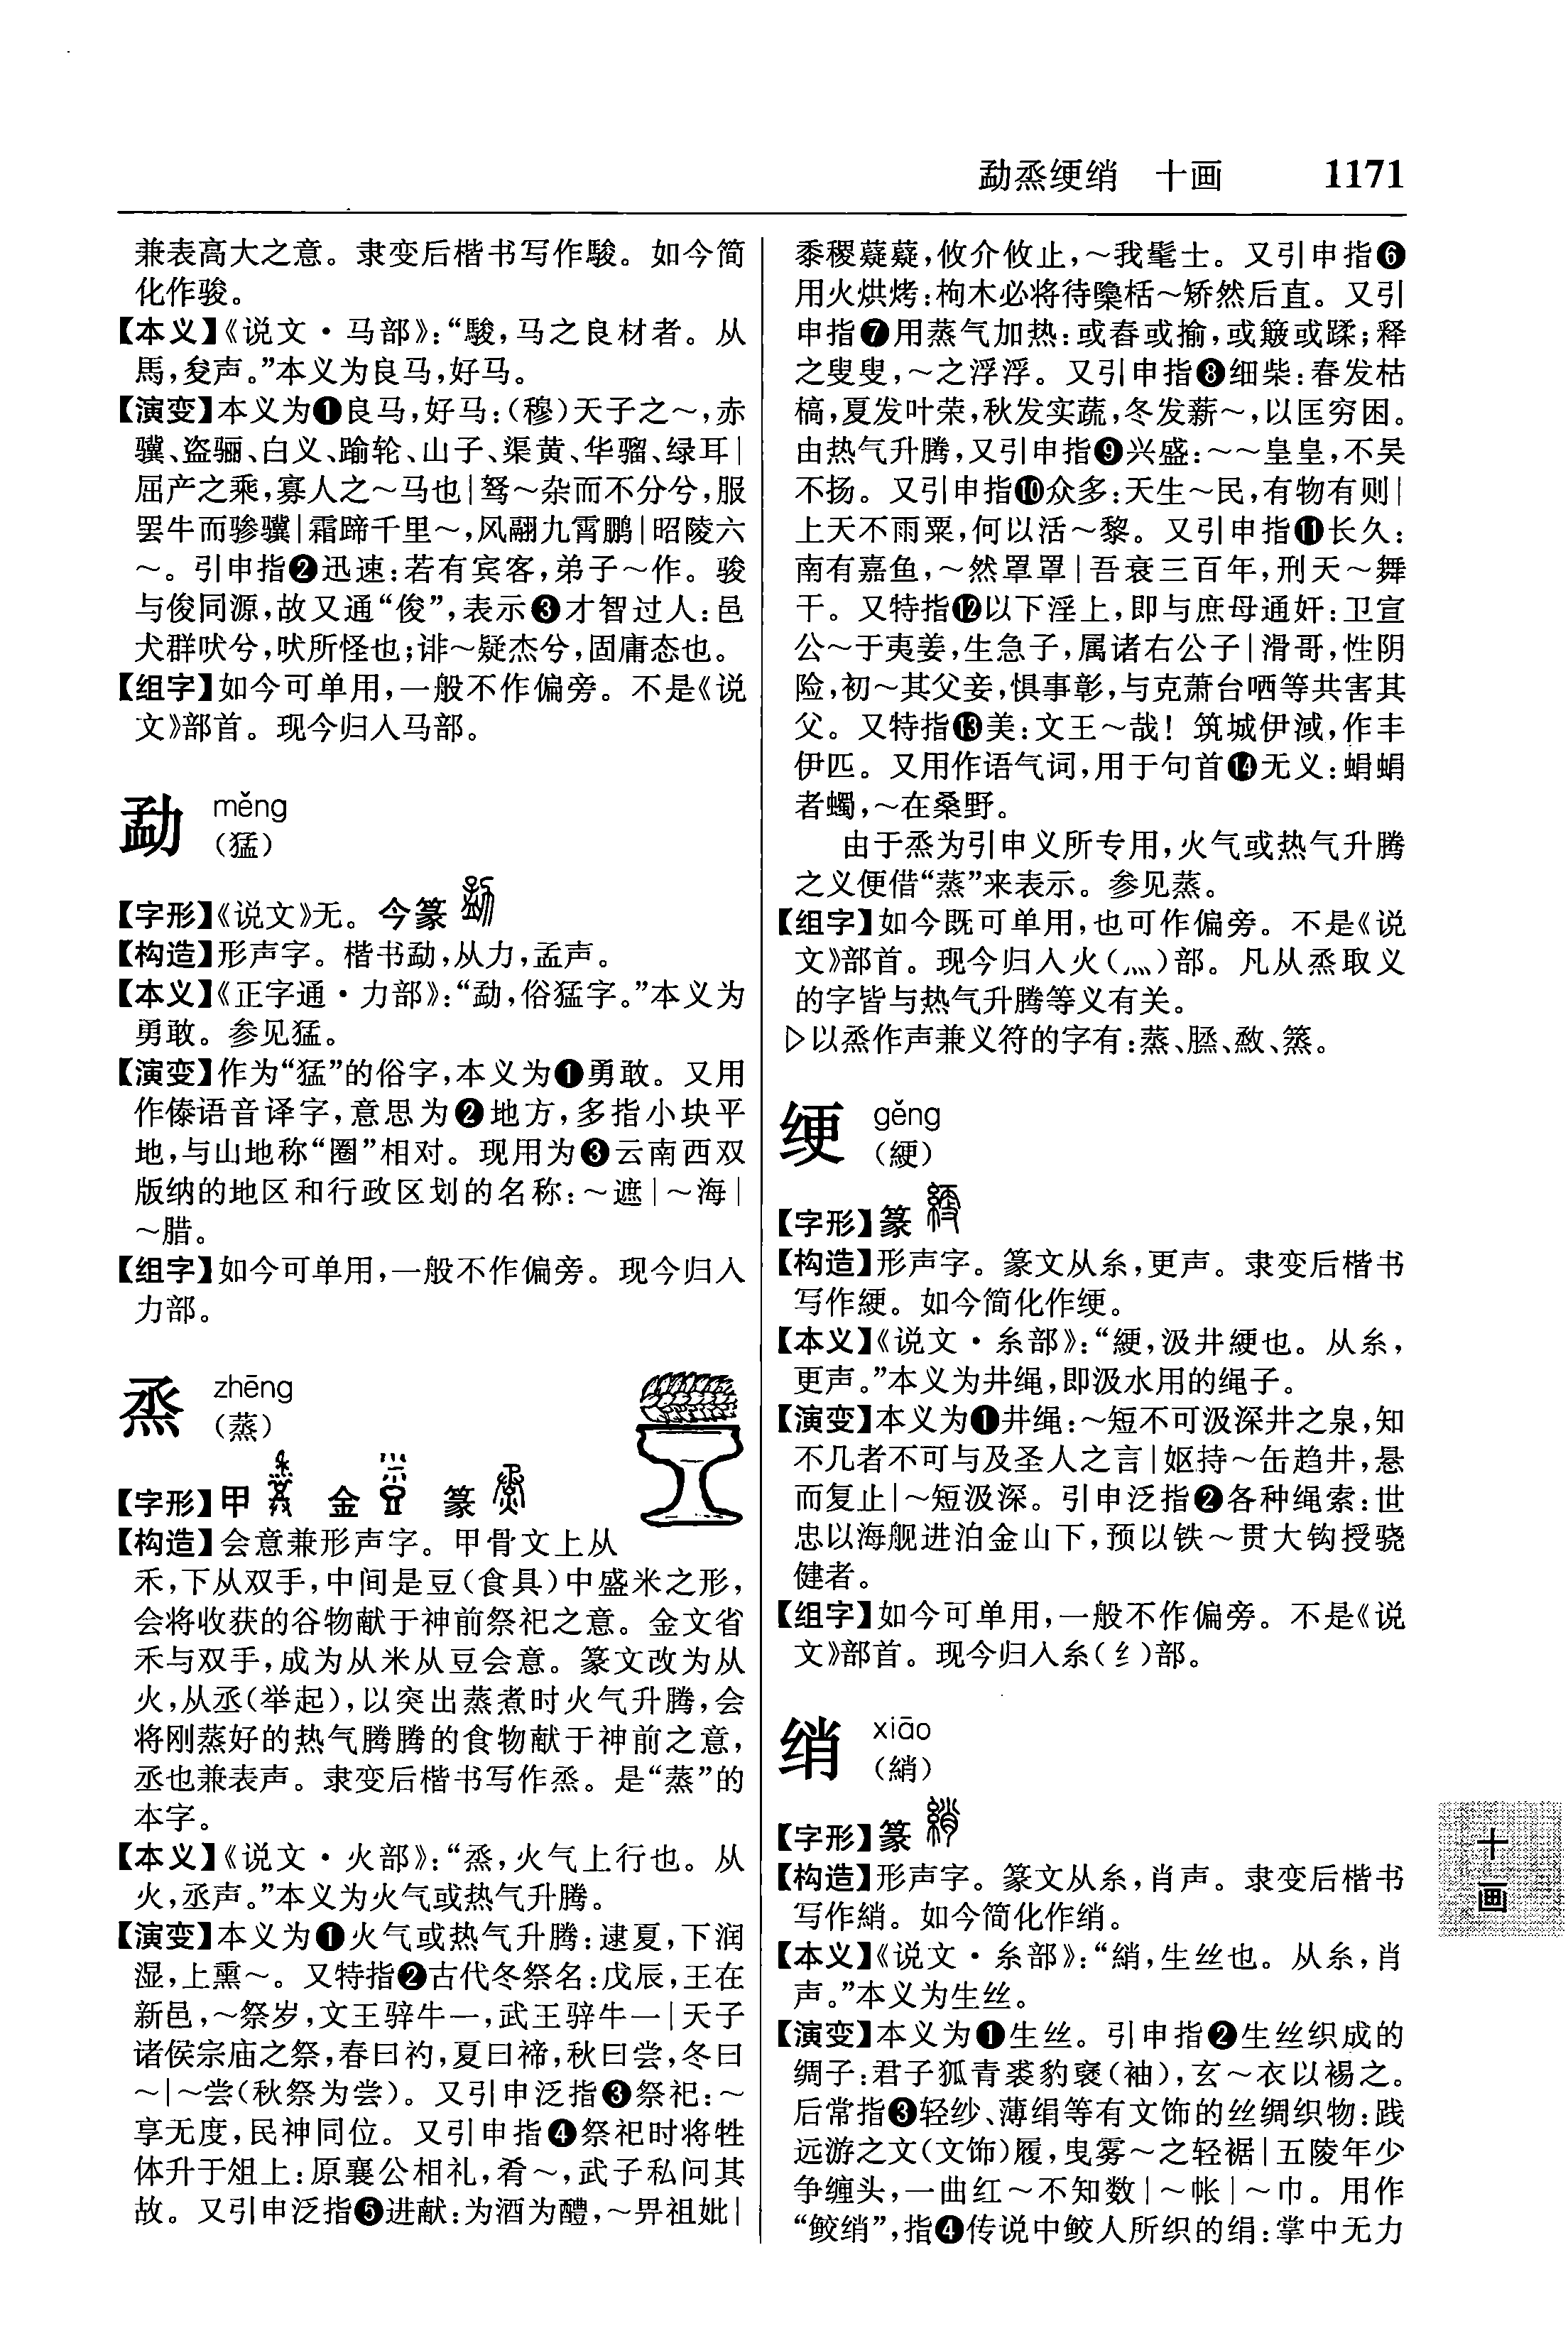 勐烝绠绡　十画　1171
兼表高大之意。隶变后楷书写作駿。如今简
化作骏。
【本义】《说文·马部》：“駿，马之良材者。从
馬，夋声。”本义为良马，好马。
【演变】本义为❶良马，好马：（穆）天子之～，赤
骥、盗骊、白义、踰轮、山子、渠黄、华骝、绿耳｜
屈产之乘，寡人之～马也｜驽～杂而不分兮，服
罢牛而骖骥｜霜蹄千里～，风翮九霄鹏｜昭陵六
～。引申指❷迅速：若有宾客，弟子～作。骏
与俊同源，故又通“俊”，表示❸才智过人：邑
犬群吠兮，吠所怪也；诽～疑杰兮，固庸态也。
【组字】如今可单用，一般不作偏旁。不是《说
文》部首。现今归入马部。
勐　měng
（猛）
【字形】《说文》无。今篆
【构造】形声字。楷书勐，从力，孟声。
【本义】《正字通·力部》：“勐，俗猛字。”本义为
勇敢。参见猛。
【演变】作为“猛”的俗字，本义为❶勇敢。又用
作傣语音译字，意思为❷地方，多指小块平
地，与山地称“圈”相对。现用为❸云南西双
版纳的地区和行政区划的名称：～遮｜～海｜
～腊。
【组字】如今可单用，一般不作偏旁。现今归入
力部。
烝　zhēng
（蒸）
【字形】甲　金　篆
【构造】会意兼形声字。甲骨文上从
禾，下从双手，中间是豆（食具）中盛米之形，
会将收获的谷物献于神前祭祀之意。金文省
禾与双手，成为从米从豆会意。篆文改为从
火，从丞（举起），以突出蒸煮时火气升腾，会
将刚蒸好的热气腾腾的食物献于神前之意，
丞也兼表声。隶变后楷书写作烝。是“蒸”的
本字。
【本义】《说文·火部》：“烝，火气上行也。从
火，丞声。”本义为火气或热气升腾。
【演变】本义为❶火气或热气升腾：逮夏，下润
湿，上熏～。又特指❷古代冬祭名：戊辰，王在
新邑，～祭岁，文王骍牛一，武王骍牛一｜天子
诸侯宗庙之祭，春曰礿，夏曰禘，秋曰尝，冬曰
～｜～尝（秋祭为尝）。又引申泛指❸祭祀：～
享无度，民神同位。又引申指❹祭祀时将牲
体升于俎上：原襄公相礼，肴～，武子私问其
故。又引申泛指❺进献：为酒为醴，～畀祖妣｜
黍稷薿薿，攸介攸止，～我髦士。又引申指❻
用火烘烤：枸木必将待檃栝～矫然后直。又引
申指❼用蒸气加热：或舂或揄，或簸或蹂；释
之叟叟，～之浮浮。又引申指❽细柴：春发枯
槁，夏发叶荣，秋发实蔬，冬发薪～，以匡穷困。
由热气升腾，又引申指❾兴盛：～～皇皇，不吴
不扬。又引申指❿众多：天生～民，有物有则｜
上天不雨粟，何以活～黎。又引申指⓫长久：
南有嘉鱼，～然罩罩｜吾衰三百年，刑天～舞
干。又特指⓬以下淫上，即与庶母通奸：卫宣
公～于夷姜，生急子，属诸右公子｜滑哥，性阴
险，初～其父妾，惧事彰，与克萧台哂等共害其
父。又特指⓭美：文王～哉！筑城伊淢，作丰
伊匹。又用作语气词，用于句首⓮无义：蜎蜎
者蠋，～在桑野。
由于烝为引申义所专用，火气或热气升腾
之义便借“蒸”来表示。参见蒸。
【组字】如今既可单用，也可作偏旁。不是《说
文》部首。现今归入火（灬）部。凡从烝取义
的字皆与热气升腾等义有关。
▷以烝作声兼义符的字有：蒸、脀、㪚、篜。
绠　gěng
（綆）
【字形】篆
【构造】形声字。篆文从糸，更声。隶变后楷书
写作綆。如今简化作绠。
【本义】《说文·糸部》：“綆，汲井綆也。从糸，
更声。”本义为井绳，即汲水用的绳子。
【演变】本义为❶井绳：～短不可汲深井之泉，知
不几者不可与及圣人之言｜妪持～缶趋井，悬
而复止｜～短汲深。引申泛指❷各种绳索：世
忠以海舰进泊金山下，预以铁～贯大钩授骁
健者。
【组字】如今可单用，一般不作偏旁。不是《说
文》部首。现今归入糸（纟）部。
绡　xiāo
（綃）
【字形】篆
【构造】形声字。篆文从糸，肖声。隶变后楷书
写作綃。如今简化作绡。
【本义】《说文·糸部》：“綃，生丝也。从糸，肖
声。”本义为生丝。
【演变】本义为❶生丝。引申指❷生丝织成的
绸子：君子狐青裘豹褎（袖），玄～衣以裼之。
后常指❸轻纱、薄绢等有文饰的丝绸织物：践
远游之文（文饰）履，曳雾～之轻裾｜五陵年少
争缠头，一曲红～不知数｜～帐｜～巾。用作
“鲛绡”，指❹传说中鲛人所织的绢：掌中无力
十
画